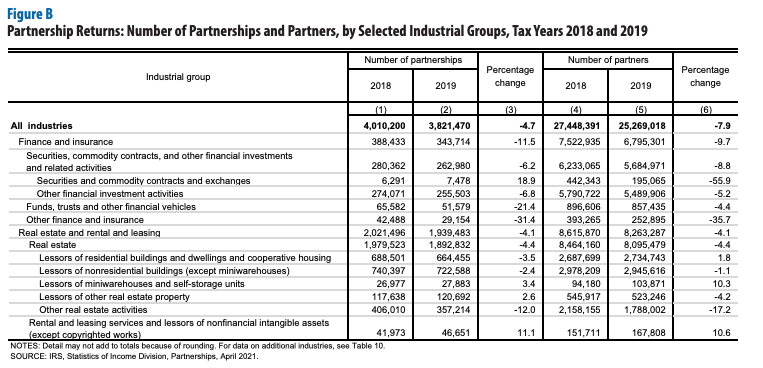 Figure B
Partnership Returns: Number of Partnerships and Partners, by Selected Industrial Groups, Tax Years 2018 and 2019
Industrial group Number of partnerships Percentage change Number of partners Percentage change
2018 2019 2018 2019
(1) (2) (3) (4) (5) (6)
All industries 4,010,200 3,821,470 -4.7 27,448,391 25,269,018 -7.9
Finance and insurance 388,433 343,714 -11.5 7,522,935 6,795,301 -9.7
Securities, commodity contracts, and other financial investments
and related activities 280,362 262,980 -6.2 6,233,065 5,684,971 -8.8
Securities and commodity contracts and exchanges 6,291 7,478 18.9 442,343 195,065 -55.9
Other financial investment activities 274,071 255,503 -6.8 5,790,722 5,489,906 -5.2
Funds, trusts and other financial vehicles 65,582 51,579 -21.4 896,606 857,435 -4.4
Other finance and insurance 42,488 29,154 -31.4 393,265 252,895 -35.7
Real estate and rental and leasing 2,021,496 1,939,483 -4.1 8,615,870 8,263,287 -4.1
Real estate 1,979,523 1,892,832 -4.4 8,464,160 8,095,479 -4.4
Lessors of residential buildings and dwellings and cooperative housing 688,501 664,455 -3.5 2,687,699 2,734,743 1.8
Lessors of nonresidential buildings (except miniwarehouses) 740,397 722,588 -2.4 2,978,209 2,945,616 -1.1
Lessors of miniwarehouses and self-storage units 26,977 27,883 3.4 94,180 103,871 10.3
Lessors of other real estate property 117,638 120,692 2.6 545,917 523,246 -4.2
Other real estate activities 406,010 357,214 -12.0 2,158,155 1,788,002 -17.2
Rental and leasing services and lessors of nonfinancial intangible assets
(except copyrighted works) 41,973 46,651 11.1 151,711 167,808 10.6
NOTES: Detail may not add to totals because of rounding. For data on additional industries, see Table 10.
SOURCE: IRS, Statistics of Income Division, Partnerships, April 2021.